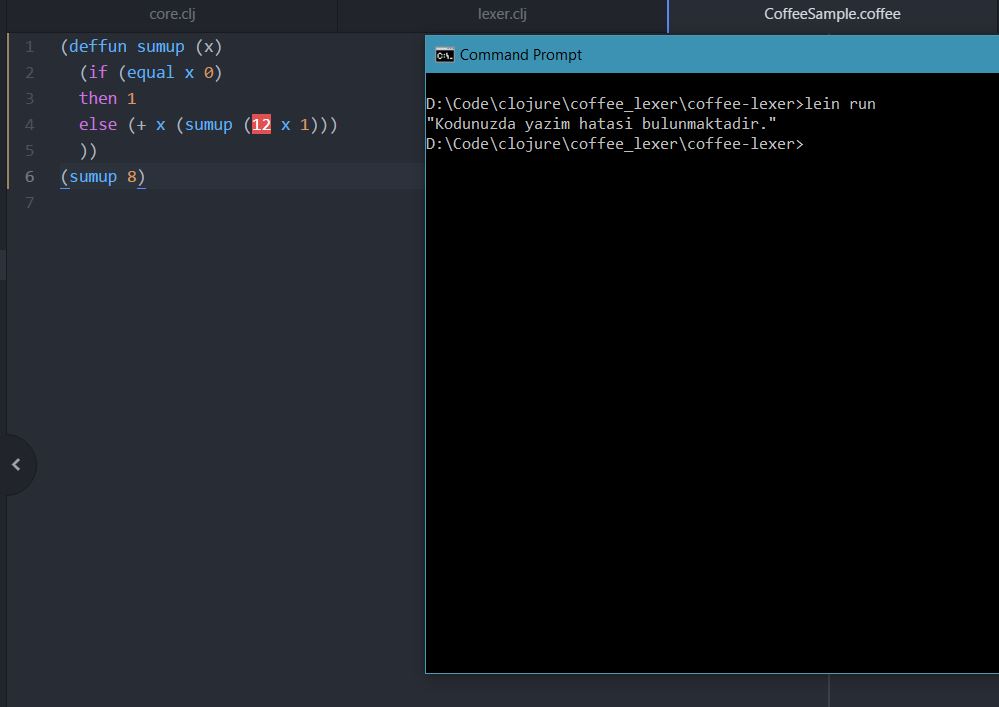 core.clj
lexer.clj
CoffeeSample.coffee
1 (deffun sumup (x)
2 (if (equal x 0)
3 then 1
4 else (+ x (sumup (12 x 1)))
5 ))
6 (sumup 8)
7
C:\. Command Prompt
D:\Code\clojure\coffee_lexer\coffee-lexer>lein run
"Kodunuzda yazim hatasi bulunmaktadir."
D:\Code\clojure\coffee_lexer\coffee-lexer>